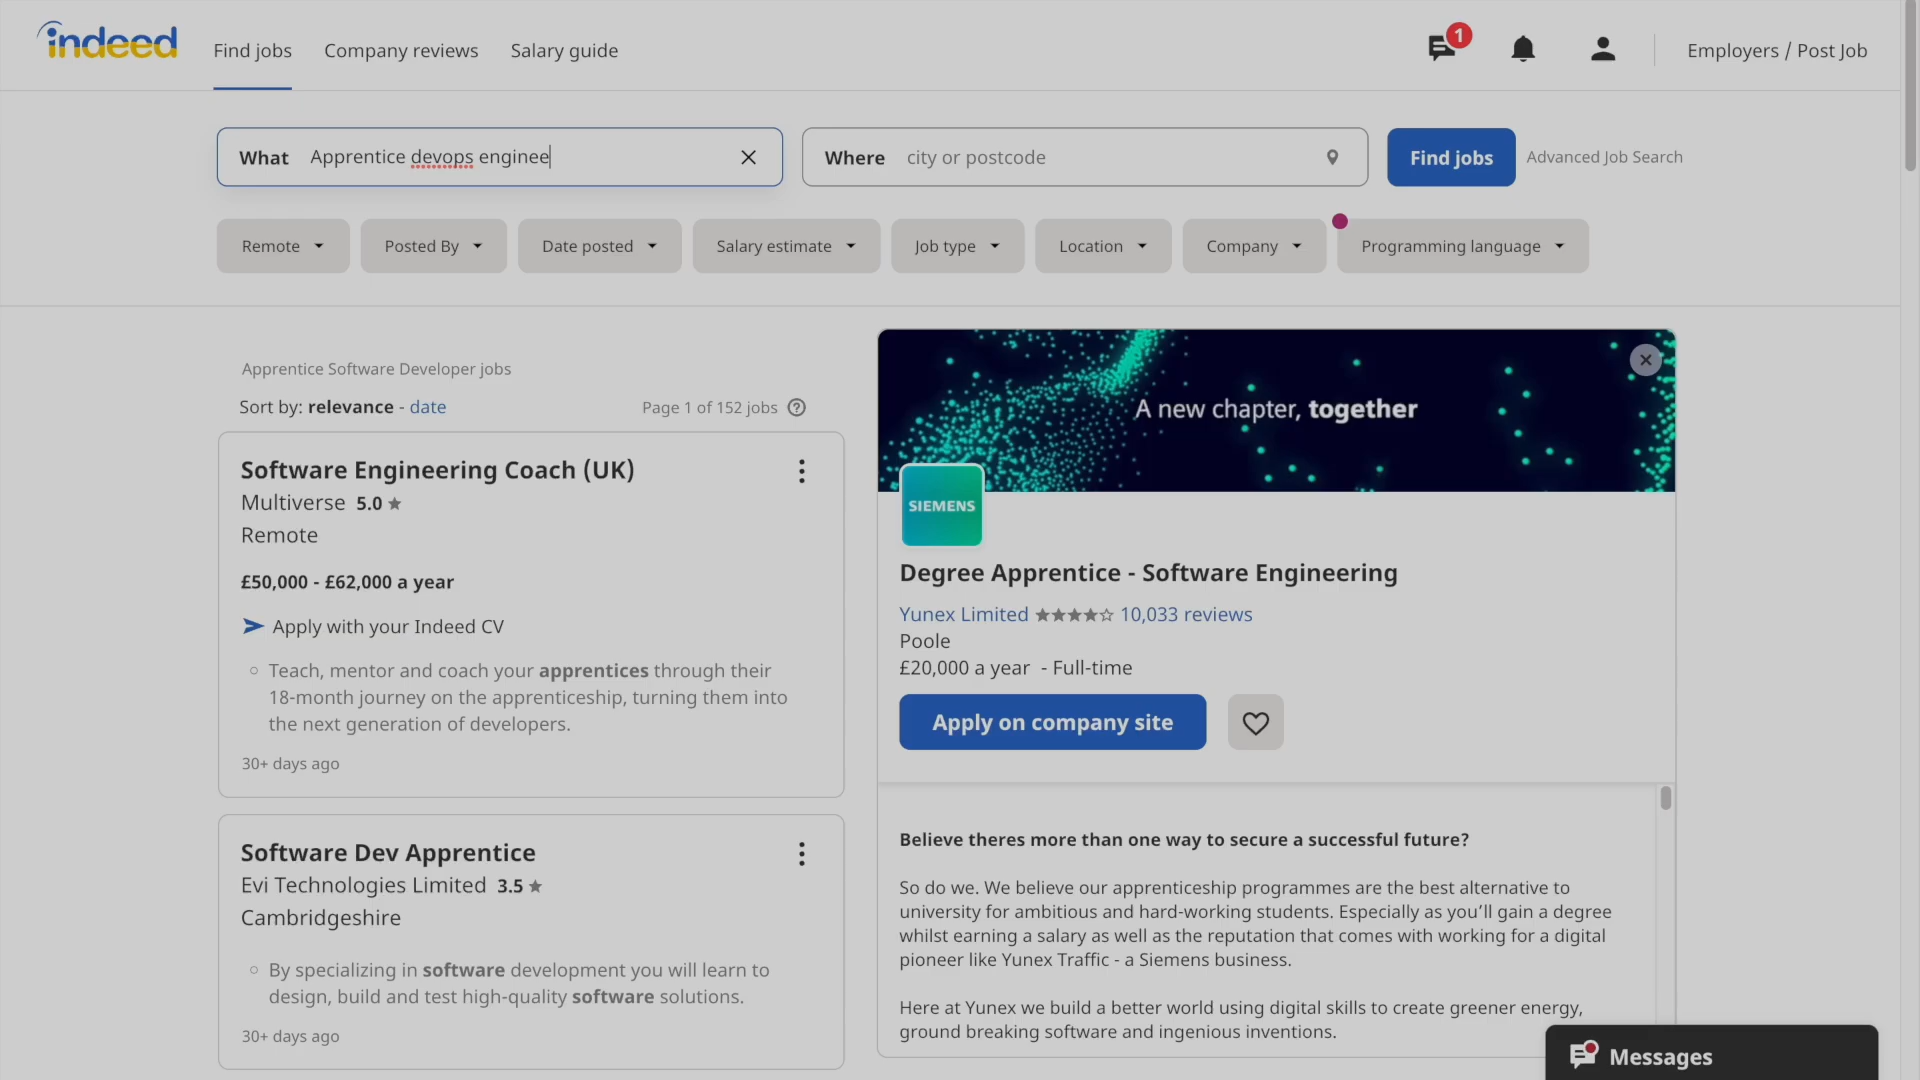 indeed
Find jobs
Company reviews
Salary guide
1
Employers / Post Job
What Apprentice devops enginee
Where city or postcode
Find jobs
Advanced Job Search
Remote
Posted By
Date posted
Salary estimate
Job type
Location
Company
Programming language
Apprentice Software Developer jobs
Sort by: relevance - date
Page 1 of 152 jobs
Software Engineering Coach (UK)
Multiverse 5.0
Remote
£50,000 - £62,000 a year
Apply with your Indeed CV
Teach, mentor and coach your apprentices through their
18-month journey on the apprenticeship, turning them into
the next generation of developers.
30+ days ago
Software Dev Apprentice
Evi Technologies Limited 3.5
Cambridgeshire
By specializing in software development you will learn to
design, build and test high-quality software solutions.
30+ days ago
A new chapter, together
SIEMENS
Degree Apprentice - Software Engineering
Yunex Limited 10,033 reviews
Poole
£20,000 a year - Full-time
Apply on company site
Believe theres more than one way to secure a successful future?
So do we. We believe our apprenticeship programmes are the best alternative to
university for ambitious and hard-working students. Especially as you’ll gain a degree
whilst earning a salary as well as the reputation that comes with working for a digital
pioneer like Yunex Traffic - a Siemens business.
Here at Yunex we build a better world using digital skills to create greener energy,
ground breaking software and ingenious inventions.
Messages